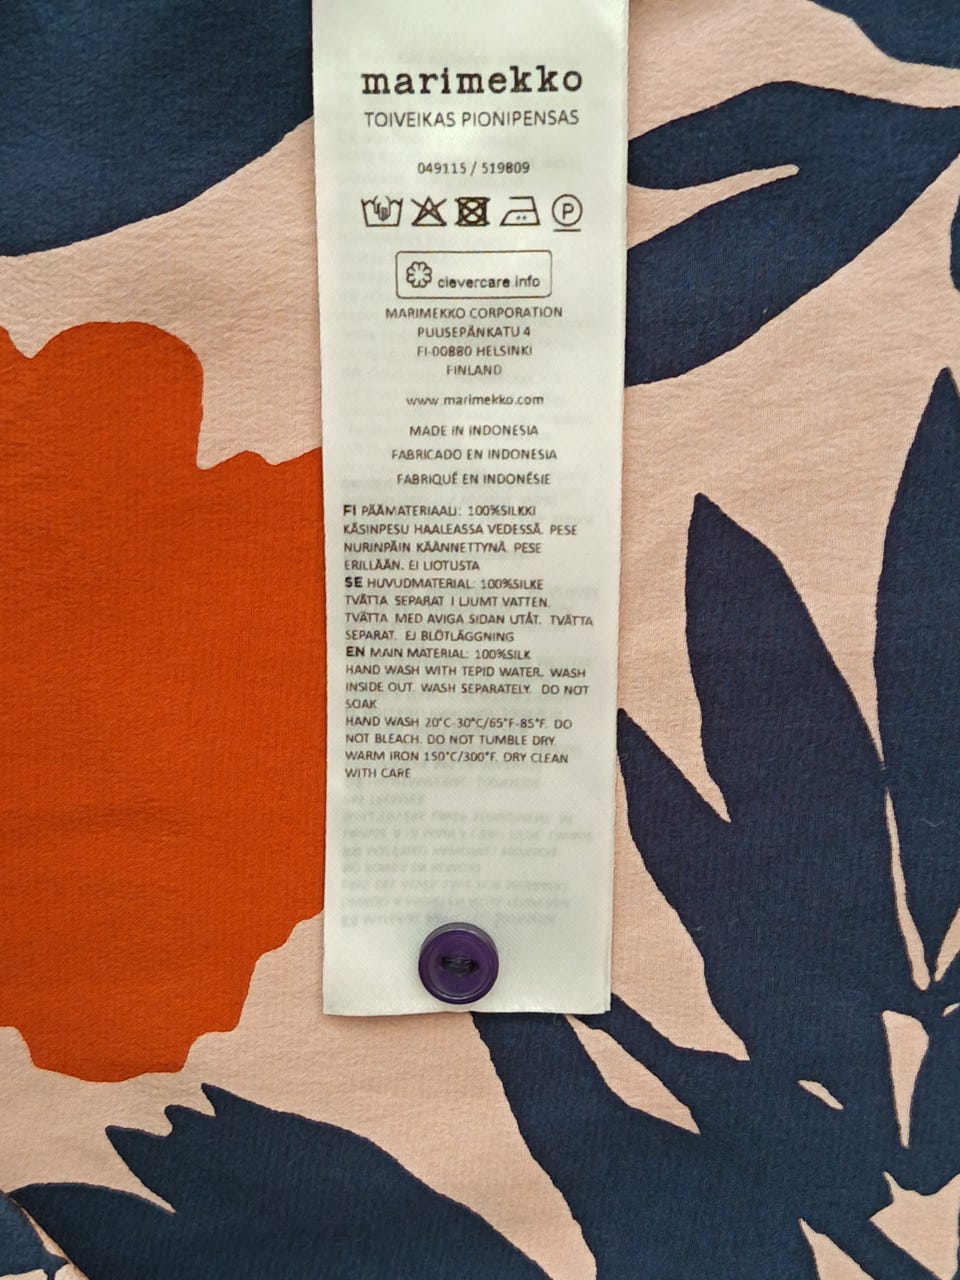 marimekko
TOIVEIKAS PIONIPENSAS
049115 / 519809
P
clevercare.info
MARIMEKKO CORPORATION
PUUSEPÄNKATU 4
FI-00880 HELSINKI
FINLAND
www.marimekko.com
MADE IN INDONESIA
FABRICADO EN INDONESIA
FABRIQUÉ EN INDONÉSIE
FI PÄÄMATERIAALI: 100%SILKKI
KÄSINPESU HAALEASSA VEDESSÄ. PESE
NURINPÄIN KÄÄNNETTYNÄ. PESE
ERILLÄÄN. EI LIOTUSTA
SE HUVUDMATERIAL: 100%SILKE
TVÄTTA SEPARAT I LJUMT VATTEN.
TVÄTTA MED AVIGA SIDAN UTÅT. TVÄTTA
SEPARAT. EJ BLÖTLÄGGNING
EN MAIN MATERIAL: 100%SILK
HAND WASH WITH TEPID WATER. WASH
INSIDE OUT. WASH SEPARATELY. DO NOT
SOAK
HAND WASH 20°C-30°C/65°F-85°F. DO
NOT BLEACH. DO NOT TUMBLE DRY.
WARM IRON 150°C/300°F. DRY CLEAN
WITH CARE